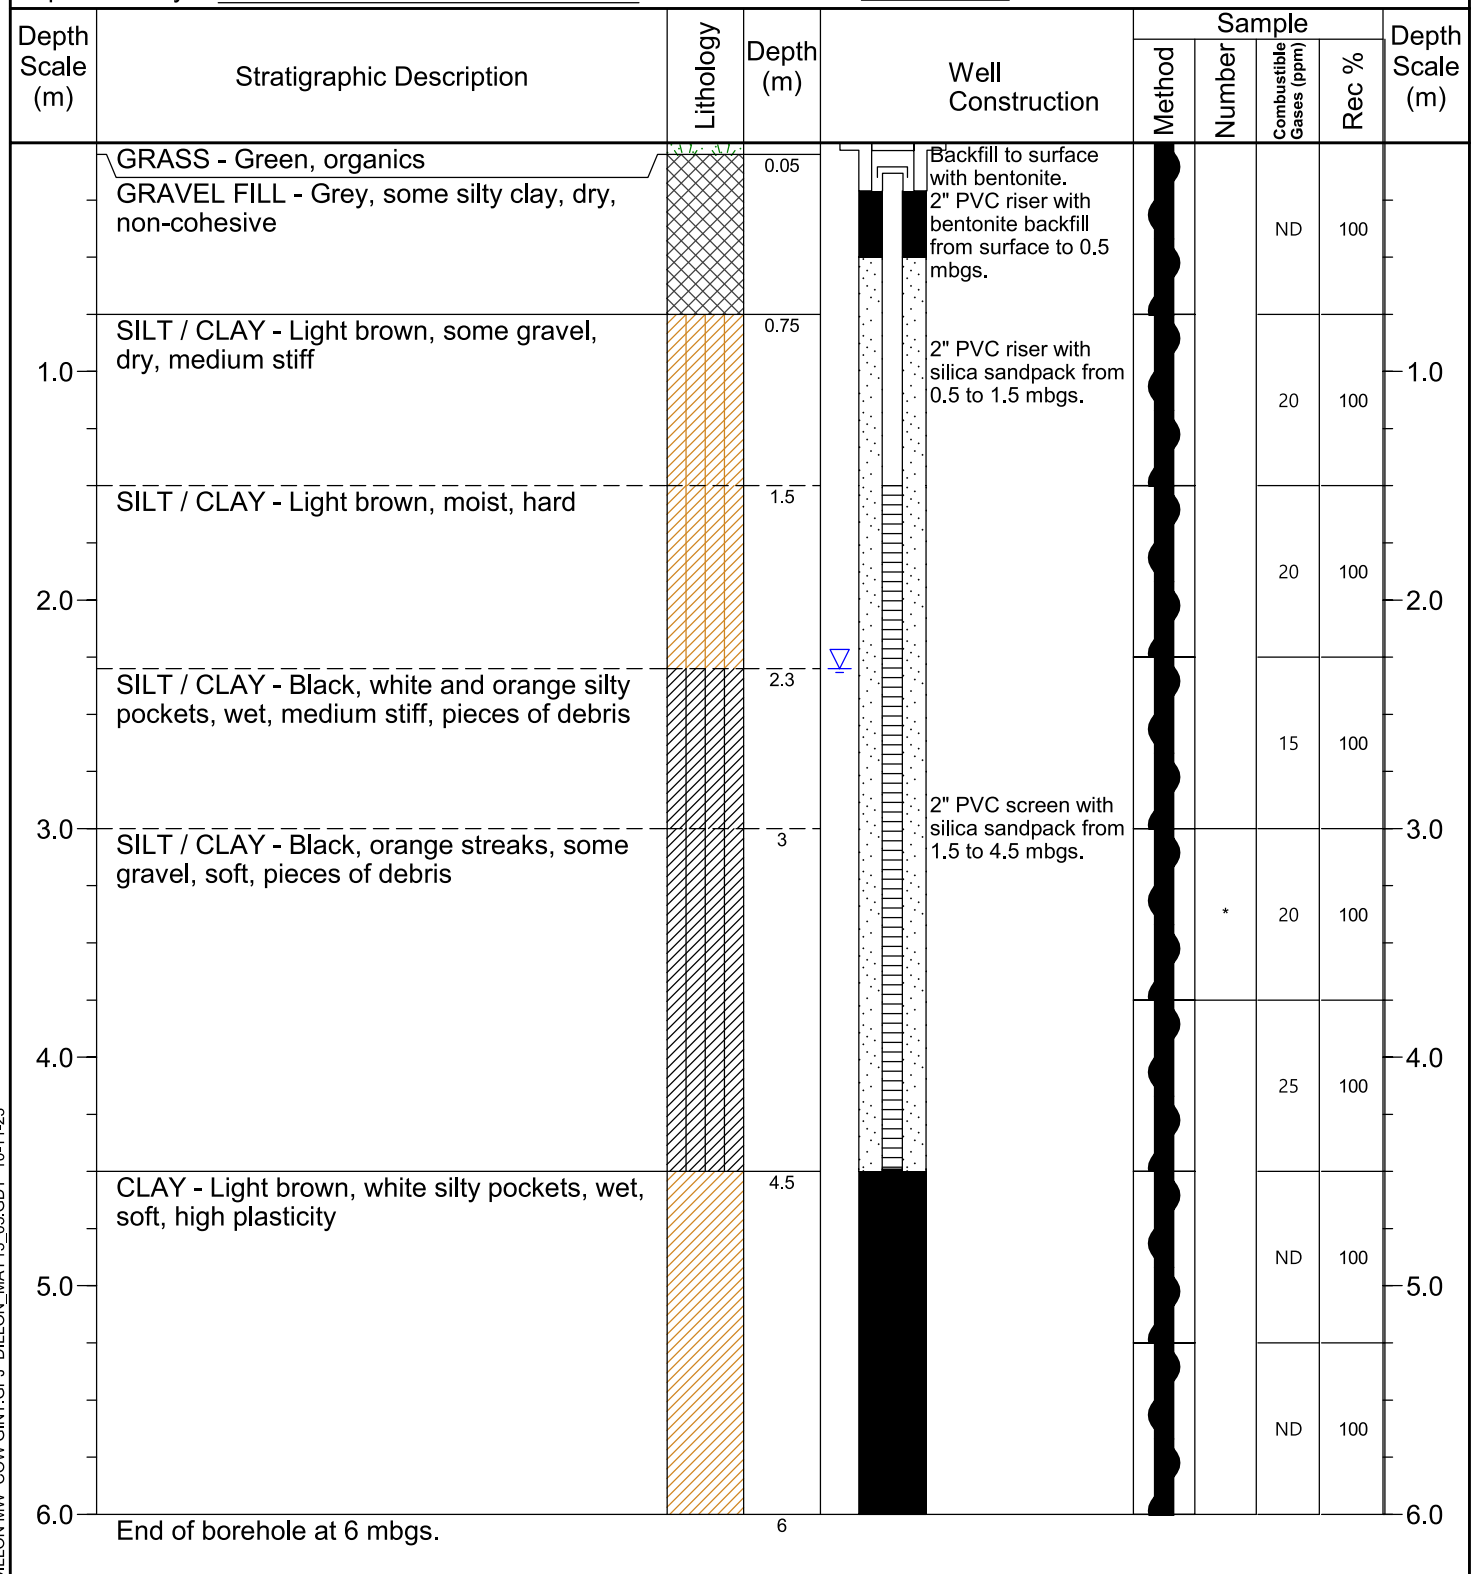 Depth Scale (m)
Stratigraphic Description
Lithology
Depth (m)
Well Construction
Sample
Method
Number
Combustible Gases (ppm)
Rec %
Depth Scale (m)
GRASS - Green, organics
0.05
Backfill to surface
with bentonite.
GRAVEL FILL - Grey, some silty clay, dry,
non-cohesive
2" PVC riser with
bentonite backfill
from surface to 0.5
mbgs.
ND 100
SILT / CLAY - Light brown, some gravel,
dry, medium stiff
0.75
2" PVC riser with
silica sandpack from
0.5 to 1.5 mbgs.
1.0 1.0
20 100
SILT / CLAY - Light brown, moist, hard
1.5
20 100
2.0 2.0
SILT / CLAY - Black, white and orange silty
pockets, wet, medium stiff, pieces of debris
2.3
15 100
2" PVC screen with
silica sandpack from
1.5 to 4.5 mbgs.
3.0 3.0
SILT / CLAY - Black, orange streaks, some
gravel, soft, pieces of debris
3
* 20 100
4.0 4.0
25 100
CLAY - Light brown, white silty pockets, wet,
soft, high plasticity
4.5
ND 100
5.0 5.0
ND 100
6.0 6.0
End of borehole at 6 mbgs.
6